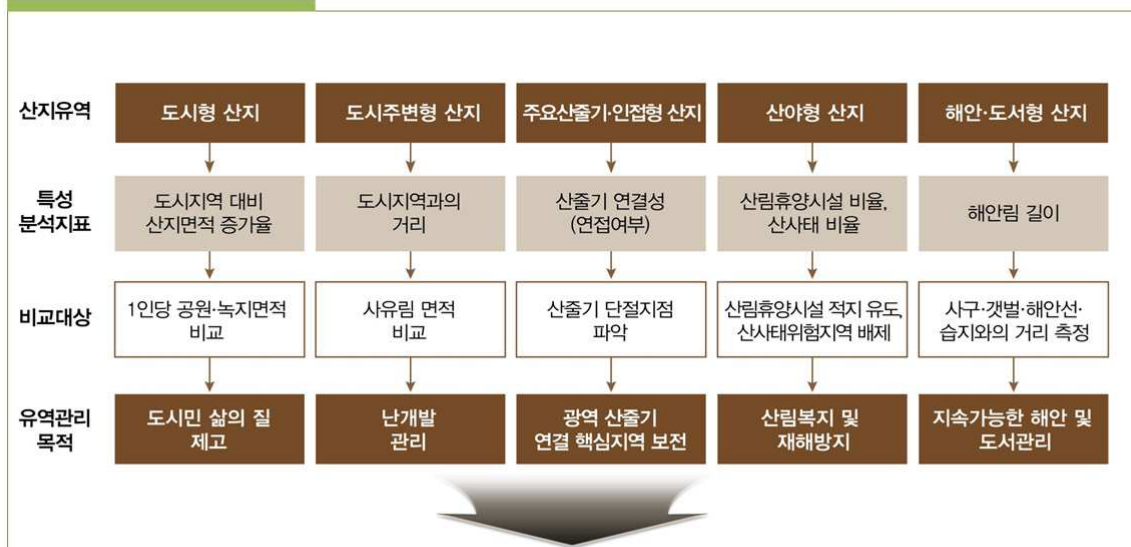 산지유역
도시형 산지
도시주변형 산지
주요산줄기·인접형 산지
산야형 산지
해안·도서형 산지
특성
분석지표
도시지역 대비
산지면적 증가율
도시지역과의
거리
산줄기 연결성
(연접여부)
산림휴양시설 비율,
산사태 비율
해안림 길이
비교대상
1인당 공원·녹지면적
비교
사유림 면적
비교
산줄기 단절지점
파악
산림휴양시설 적지 유도,
산사태위험지역 배제
사구·갯벌·해안선·
습지와의 거리 측정
유역관리
목적
도시민 삶의 질
제고
난개발
관리
광역 산줄기
연결 핵심지역 보전
산림복지 및
재해방지
지속가능한 해안 및
도서관리